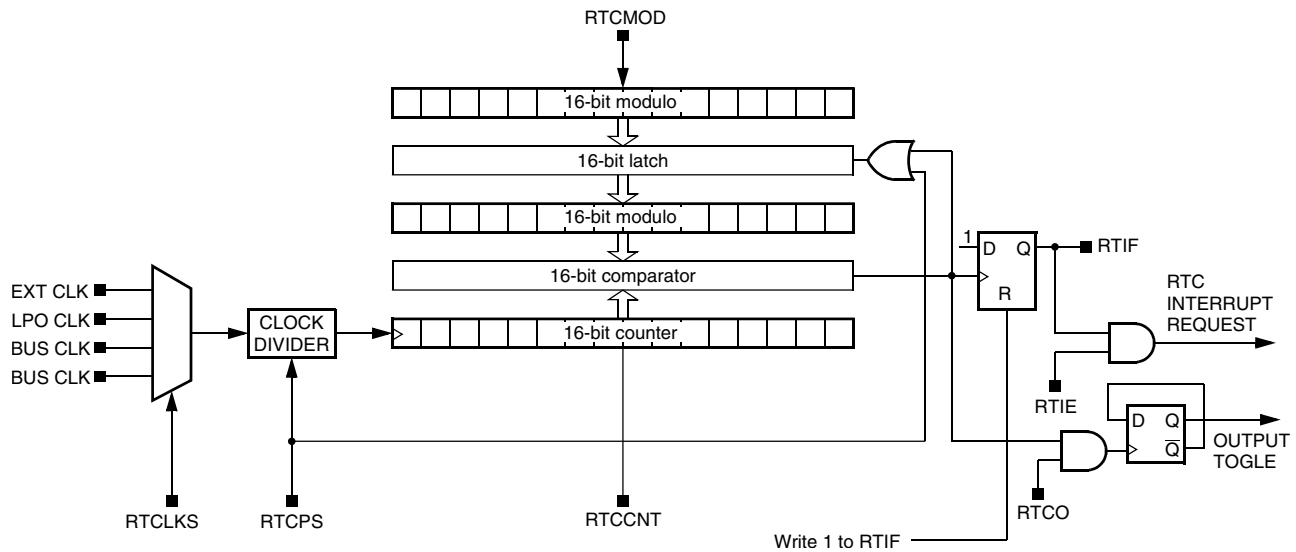 RTCMOD
16-bit modulo
16-bit latch
16-bit modulo
16-bit comparator
16-bit counter
EXT CLK
LPO CLK
BUS CLK
BUS CLK
CLOCK
DIVIDER
1
D Q
R
RTIF
RTC
INTERRUPT
REQUEST
RTIE
D Q
Q
OUTPUT
TOGLE
RTCO
RTCLKS
RTCPS
RTCCNT
Write 1 to RTIF